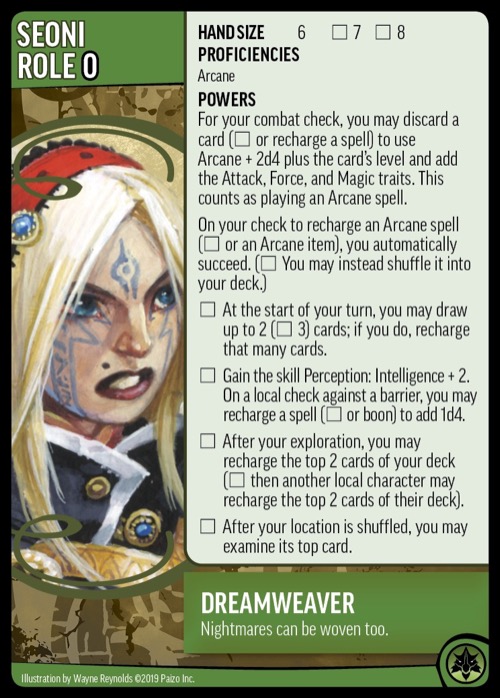 SEONI
ROLE 0
HAND SIZE 6 □ 7 □ 8
PROFICIENCIES
Arcane
POWERS
For your combat check, you may discard a
card (□ or recharge a spell) to use
Arcane + 2d4 plus the card's level and add
the Attack, Force, and Magic traits. This
counts as playing an Arcane spell.
On your check to recharge an Arcane spell
(□ or an Arcane item), you automatically
succeed. (□ You may instead shuffle it into
your deck.)
□ At the start of your turn, you may draw
up to 2 (□ 3) cards; if you do, recharge
that many cards.
□ Gain the skill Perception: Intelligence + 2.
On a local check against a barrier, you may
recharge a spell (□ or boon) to add 1d4.
□ After your exploration, you may
recharge the top 2 cards of your deck
(□ then another local character may
recharge the top 2 cards of their deck).
□ After your location is shuffled, you may
examine its top card.
DREAMWEAVER
Nightmares can be woven too.
Illustration by Wayne Reynolds ©2019 Paizo Inc.